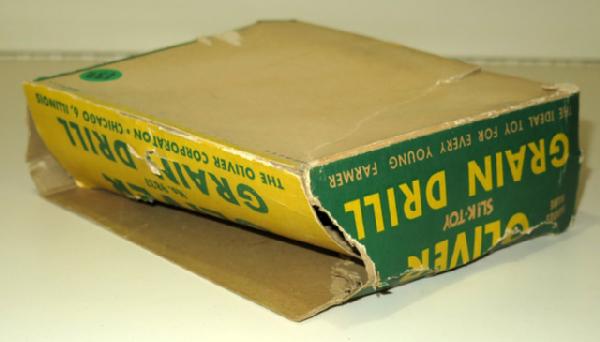 OLIVER
GRAIN DRILL
THE OLIVER CORPORATION • CHICAGO 6, ILLINOIS
OLIVER
SLIK-TOY
GRAIN DRILL
THE IDEAL TOY FOR EVERY YOUNG FARMER